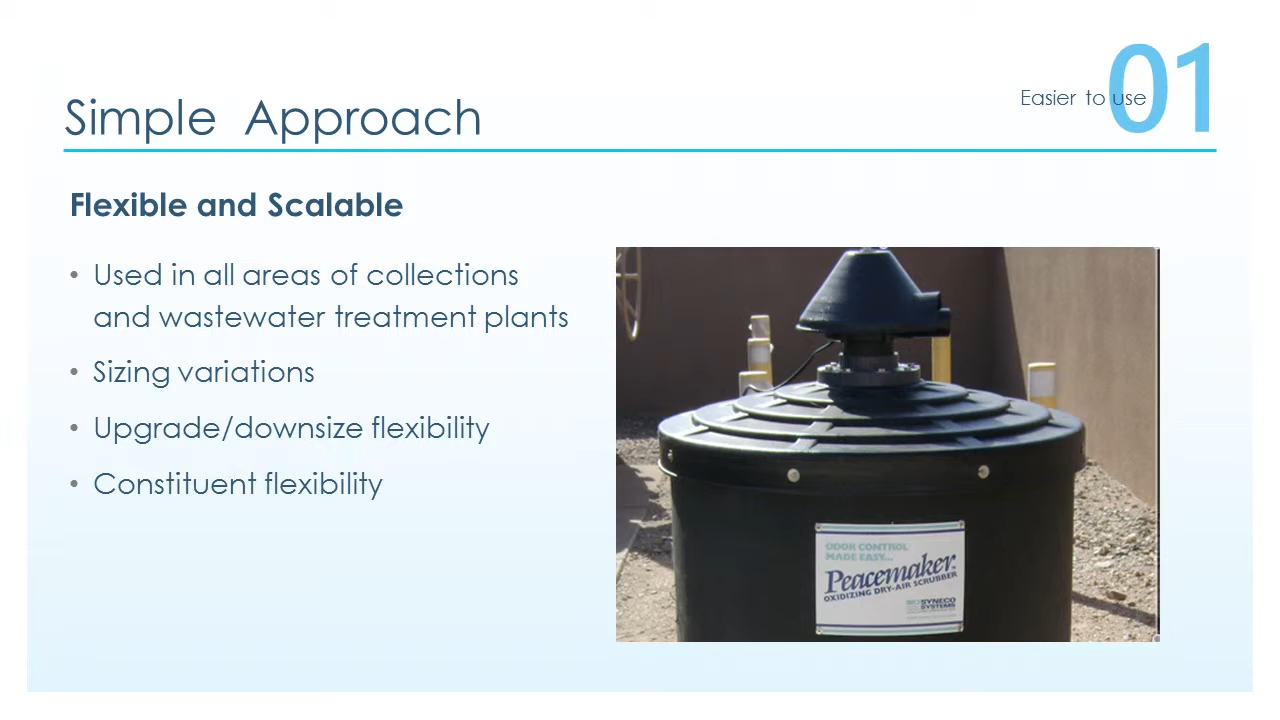 Simple Approach
Easier to use
01
Flexible and Scalable
• Used in all areas of collections
and wastewater treatment plants
• Sizing variations
• Upgrade/downsize flexibility
• Constituent flexibility
ODOR CONTROL
MADE EASY...
Peacemaker
OXIDIZING DRY-AIR SCRUBBER
SYNECO
SYSTEMS